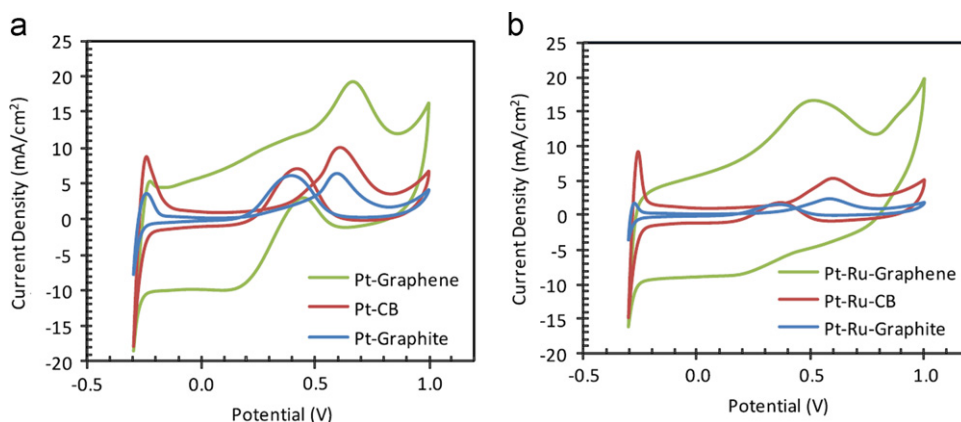 a
25
20
15
10
5
0
-5
-10
-15
-20
-0.5
0.0
0.5
1.0
Current Density (mA/cm²)
Potential (V)
Pt-Graphene
Pt-CB
Pt-Graphite
b
25
20
15
10
5
0
-5
-10
-15
-20
-0.5
0.0
0.5
1.0
Current Density (mA/cm²)
Potential (V)
Pt-Ru-Graphene
Pt-Ru-CB
Pt-Ru-Graphite